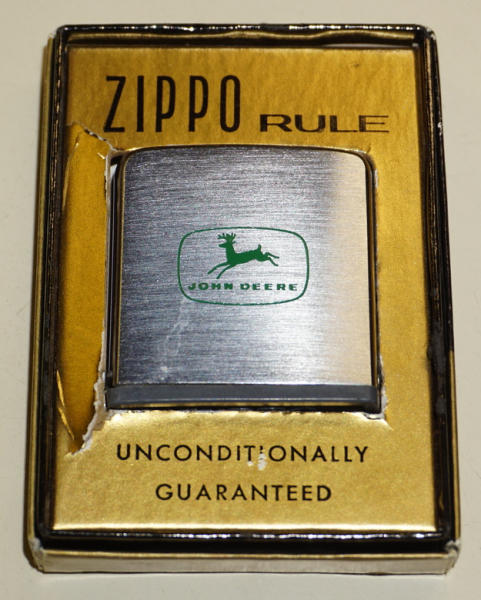 ZIPPO RULE
JOHN DEERE
UNCONDITIONALLY
GUARANTEED